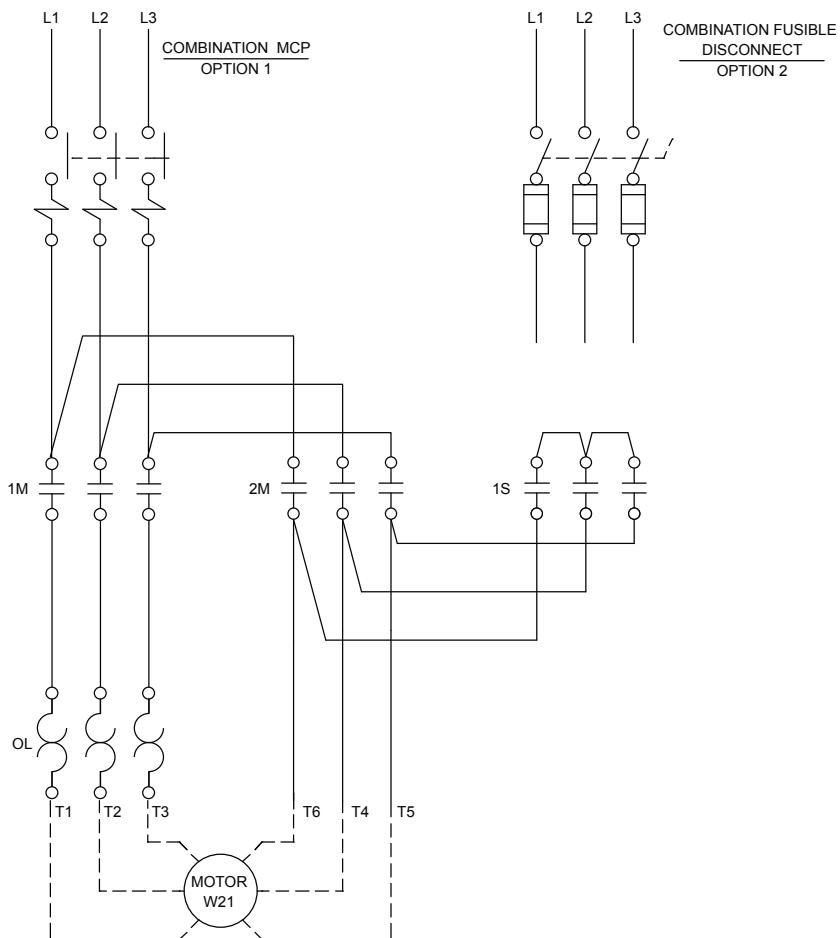 L1 L2 L3
COMBINATION MCP
OPTION 1
L1 L2 L3
COMBINATION FUSIBLE
DISCONNECT
OPTION 2
1M
2M
1S
OL
T1 T2 T3 T6 T4 T5
MOTOR
W21